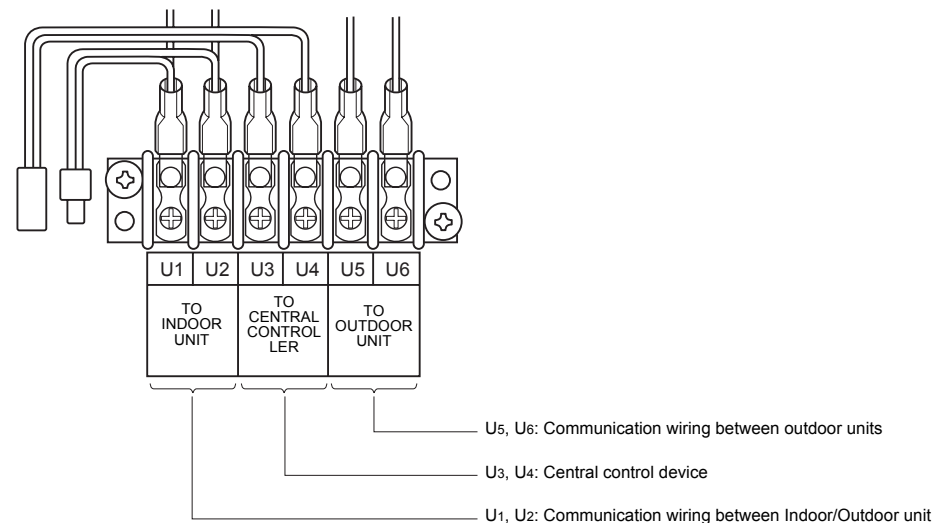 U1 U2 U3 U4 U5 U6
TO
INDOOR
UNIT
TO
CENTRAL
CONTROL
LER
TO
OUTDOOR
UNIT
U5, U6: Communication wiring between outdoor units
U3, U4: Central control device
U1, U2: Communication wiring between Indoor/Outdoor unit